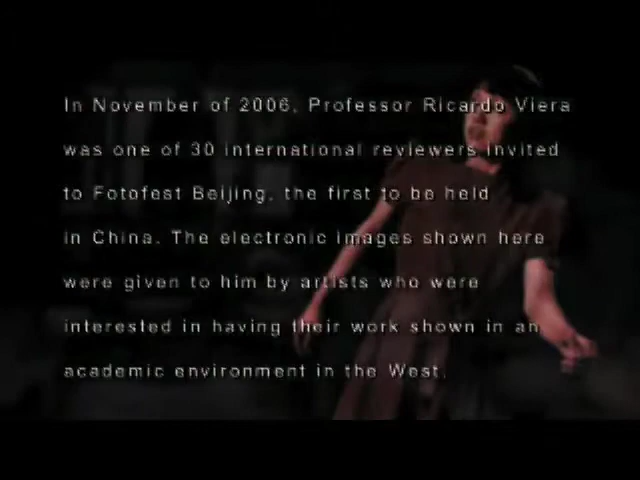 In November of 2006, Professor Ricardo Viera
was one of 30 international reviewers invited
to Fotofest Beijing, the first to be held
in China. The electronic images shown here
were given to him by artists who were
interested in having their work shown in an
academic environment in the West.